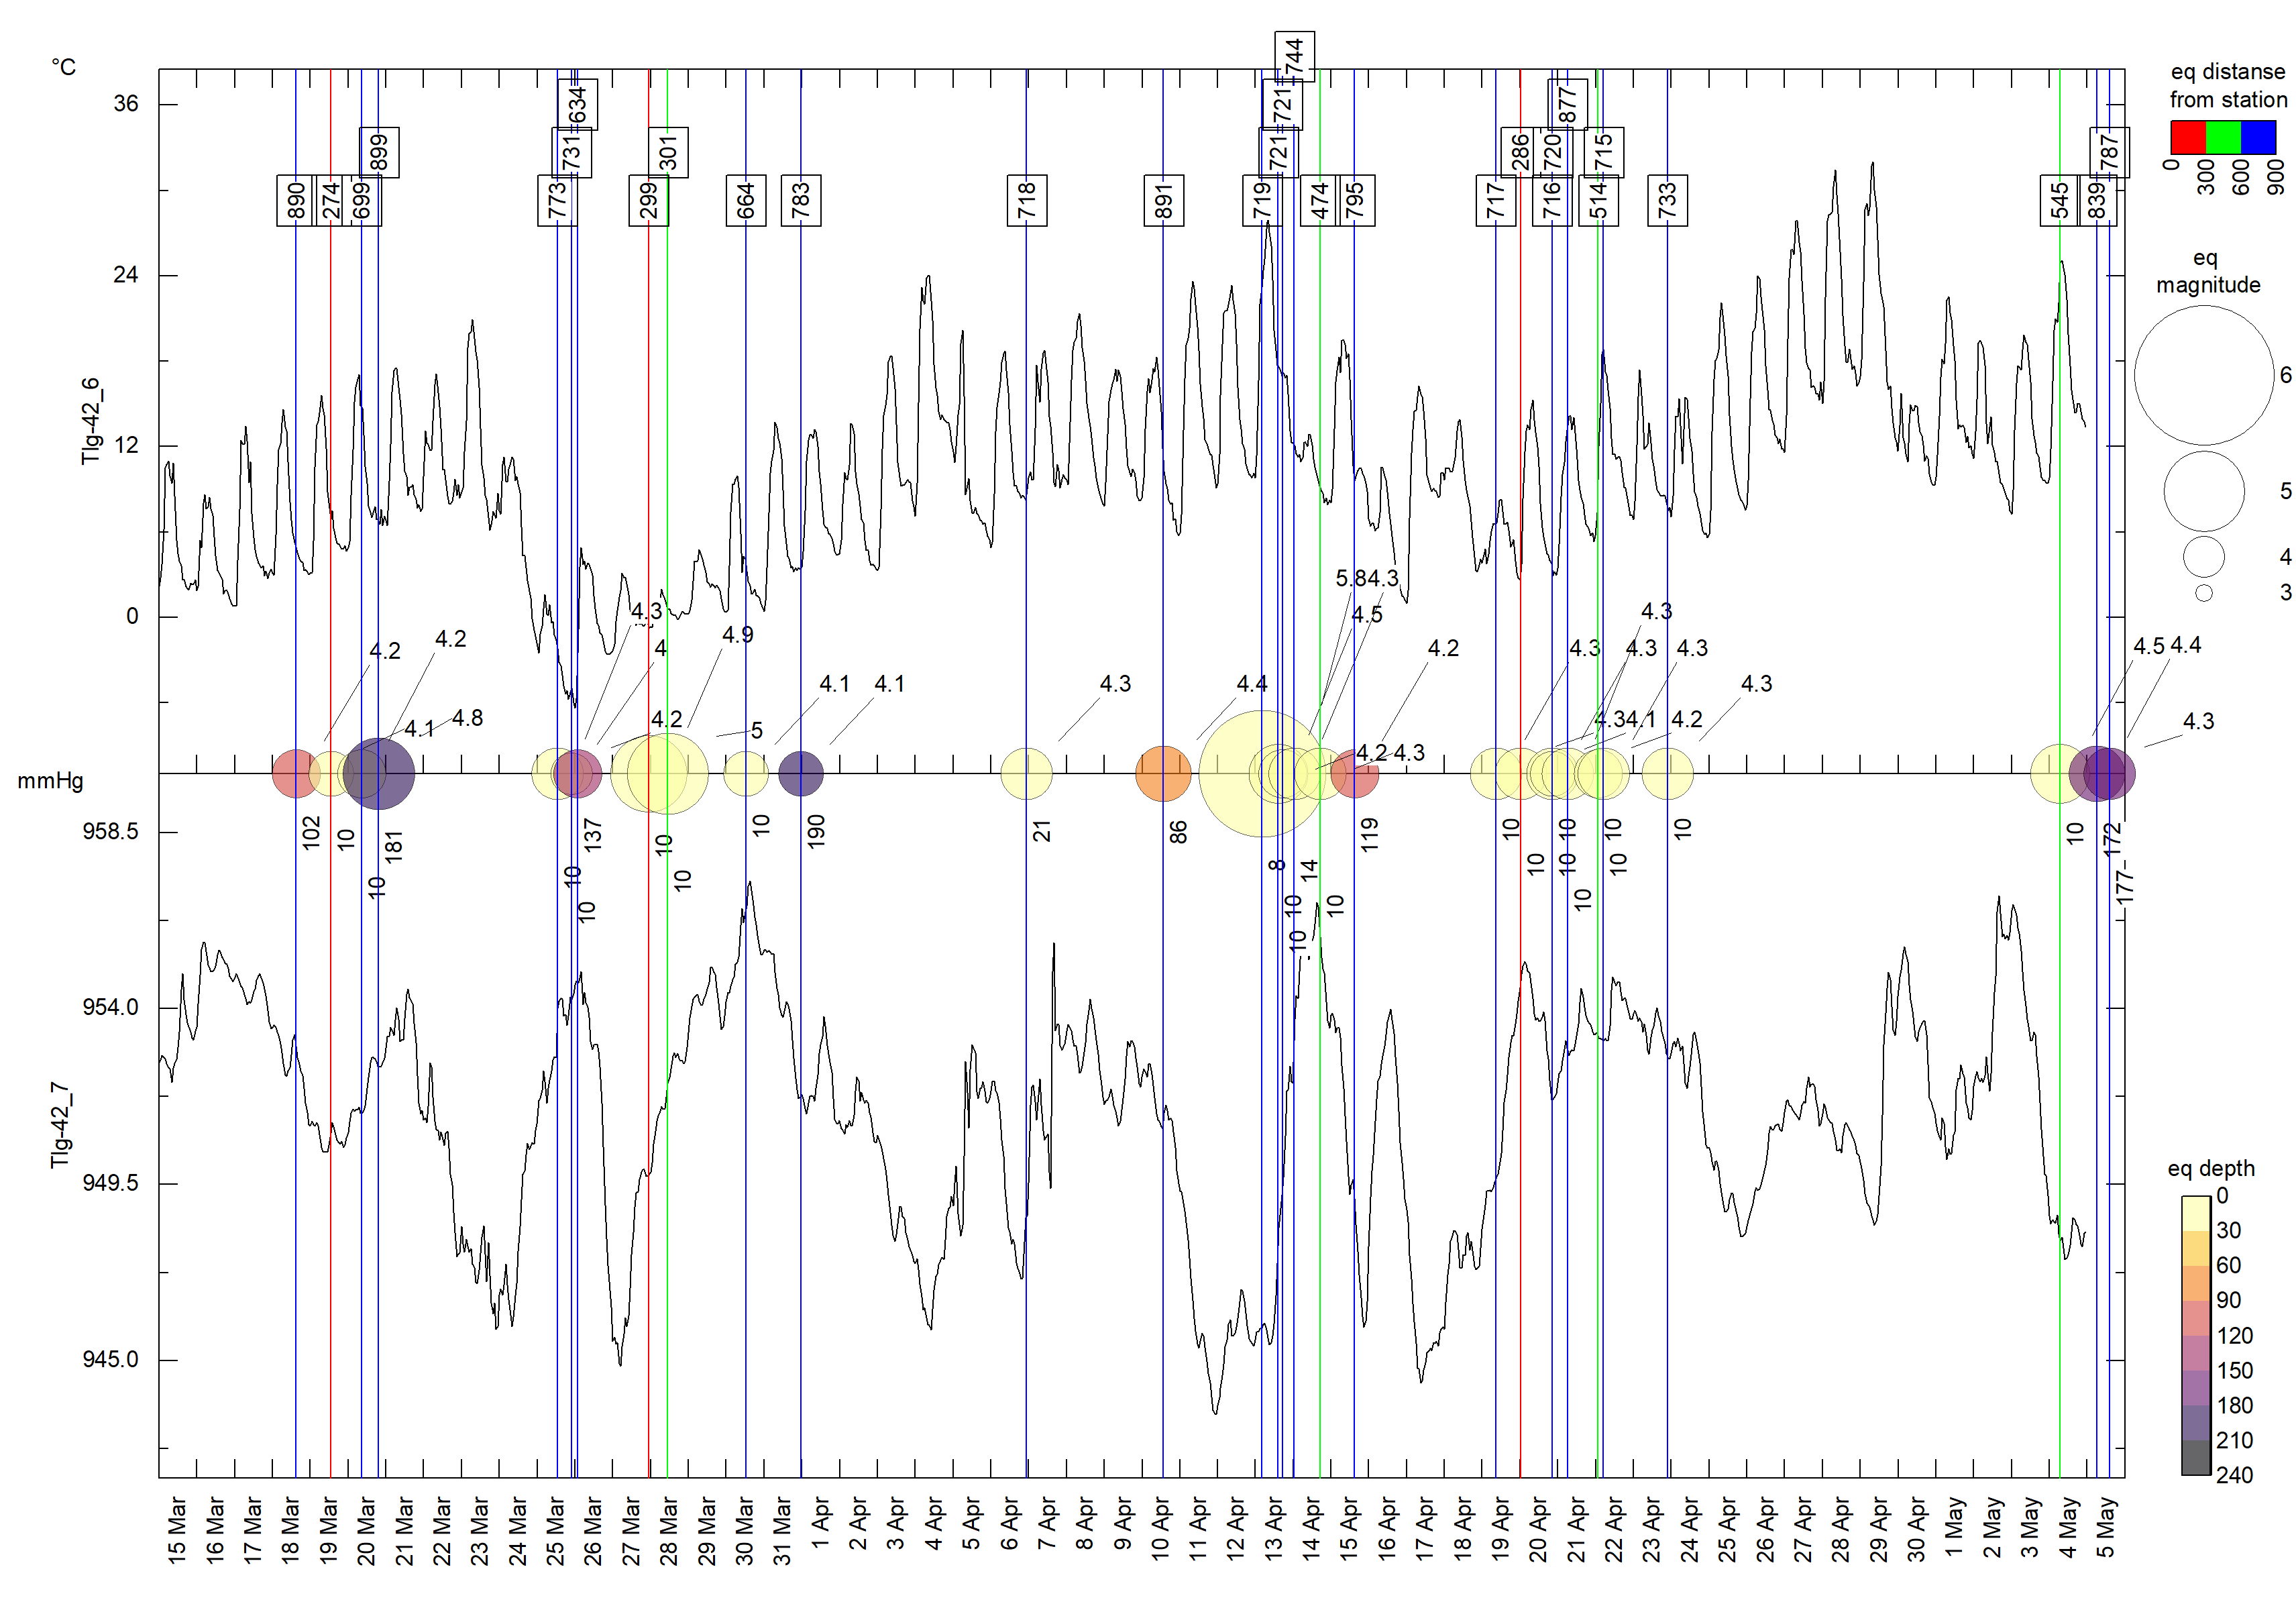 °C
36
24
12
0
Tlg-42_6
mmHg
958.5
954.0
949.5
945.0
Tlg-42_7
744
634
721
877
899
731
301
721
286
720
715
787
890
274
699
773
299
664
783
718
891
719
474
795
717
716
514
733
545
839
eq distanse
from station
0
300
600
900
eq
magnitude
6
5
4
3
eq depth
0
30
60
90
120
150
180
210
240
5.8
4.3
4.3
4.5
4.3
4.2
4.2
4
4.9
4.2
4.3
4.3
4.3
4.5
4.4
4.1
4.8
4.2
5
4.1
4.1
4.3
4.4
4.2
4.3
4.3
4.1
4.2
4.3
4.3
102
10
10
181
10
10
137
10
10
10
190
21
86
8
10
10
14
10
119
10
10
10
10
10
10
10
10
10
172
177
15 Mar
16 Mar
17 Mar
18 Mar
19 Mar
20 Mar
21 Mar
22 Mar
23 Mar
24 Mar
25 Mar
26 Mar
27 Mar
28 Mar
29 Mar
30 Mar
31 Mar
1 Apr
2 Apr
3 Apr
4 Apr
5 Apr
6 Apr
7 Apr
8 Apr
9 Apr
10 Apr
11 Apr
12 Apr
13 Apr
14 Apr
15 Apr
16 Apr
17 Apr
18 Apr
19 Apr
20 Apr
21 Apr
22 Apr
23 Apr
24 Apr
25 Apr
26 Apr
27 Apr
28 Apr
29 Apr
30 Apr
1 May
2 May
3 May
4 May
5 May